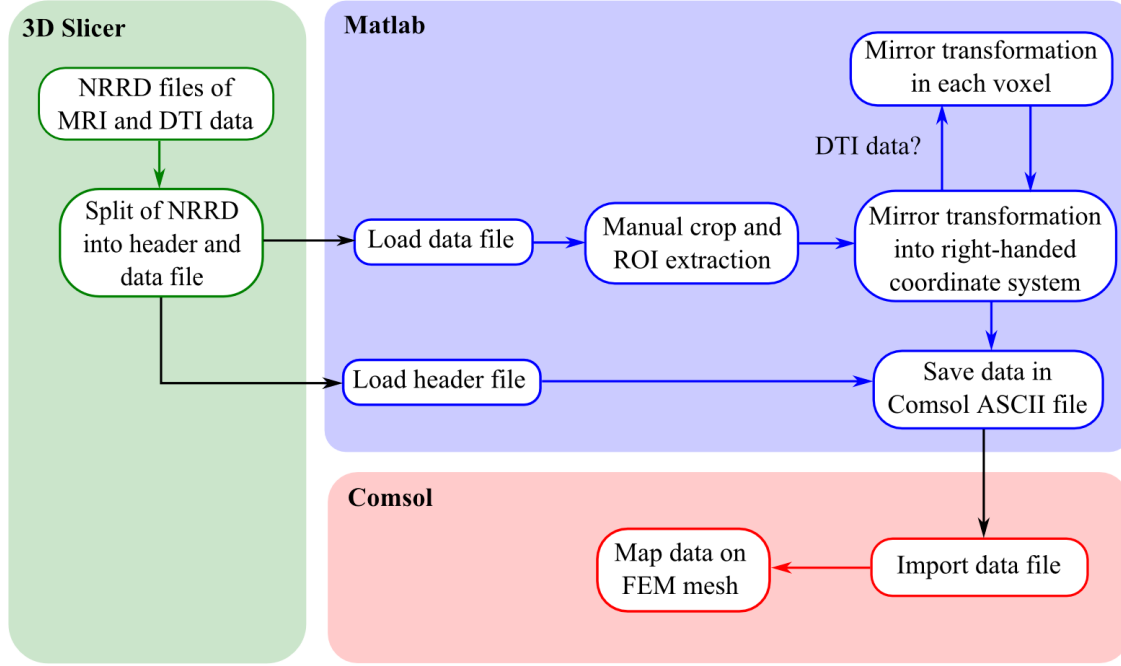 3D Slicer
NRRD files of
MRI and DTI data
Split of NRRD
into header and
data file
Matlab
Mirror transformation
in each voxel
DTI data?
Load data file
Manual crop and
ROI extraction
Mirror transformation
into right-handed
coordinate system
Load header file
Save data in
Comsol ASCII file
Comsol
Import data file
Map data on
FEM mesh